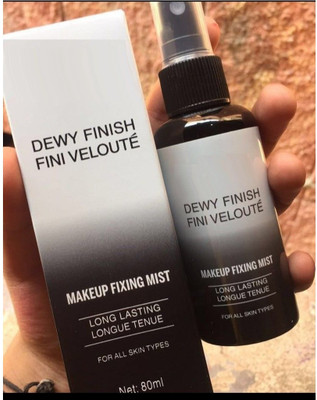 DEWY FINISH
FINI VELOUTÉ
MAKEUP FIXING MIST
LONG LASTING
LONGUE TENUE
FOR ALL SKIN TYPES
Net: 80ml
DEWY FINISH
FINI VELOUTÉ
MAKEUP FIXING MIST
LONG LASTING
LONGUE TENUE
FOR ALL SKIN TYPES